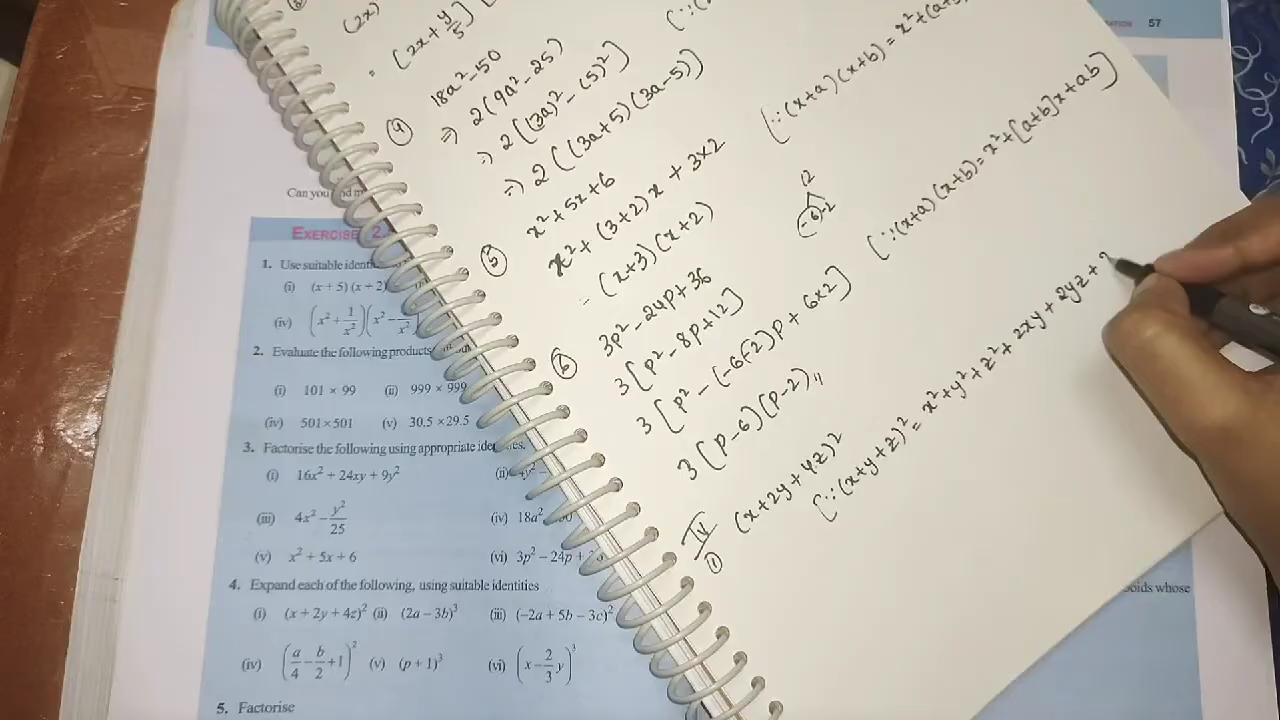 57
(2x)
= [2x + y/5] [
④ 18a² - 50
⇒ 2(9a² - 25)
⇒ 2((3a)² - (5)²]
⇒ 2((3a+5)(3a-5))
⑤ x² + 5x + 6
x² + (3+2)x + 3×2
(x+3)(x+2)
[∵(x+a)(x+b) = x²+(a+b
⑥ 3p² - 24p + 36
3[p² - 8p + 12]
3[p² - (-6-2)p + 6×2]
3(p-6)(p-2)
12
-6 -2
[∵(x+a)(x+b) = x² + [a+b]x + ab]
IV
① (x+2y+4z)²
[∵(x+y+z)² = x² + y² + z² + 2xy + 2yz + 2
Can you
EXERCISE 2.
1. Use suitable identi
(i) (x + 5) (x + 2)
(iv) (x² + 1/x²)(x² - /x²)
2. Evaluate the following products
(i) 101 × 99 (ii) 999 × 999
(iv) 501×501 (v) 30.5 × 29.5
3. Factorise the following using appropriate identities.
(i) 16x² + 24xy + 9y² (ii)
(iii) 4x² - y²/25 (iv) 18a²
(v) x² + 5x + 6 (vi) 3p² - 24p +
4. Expand each of the following, using suitable identities
(i) (x + 2y + 4z)² (ii) (2a - 3b)³ (iii) (-2a + 5b - 3c)²
(iv) (a/4 - b/2 + 1)² (v) (p + 1)³ (vi) (x - 2/3 y)³
5. Factorise
oids whose